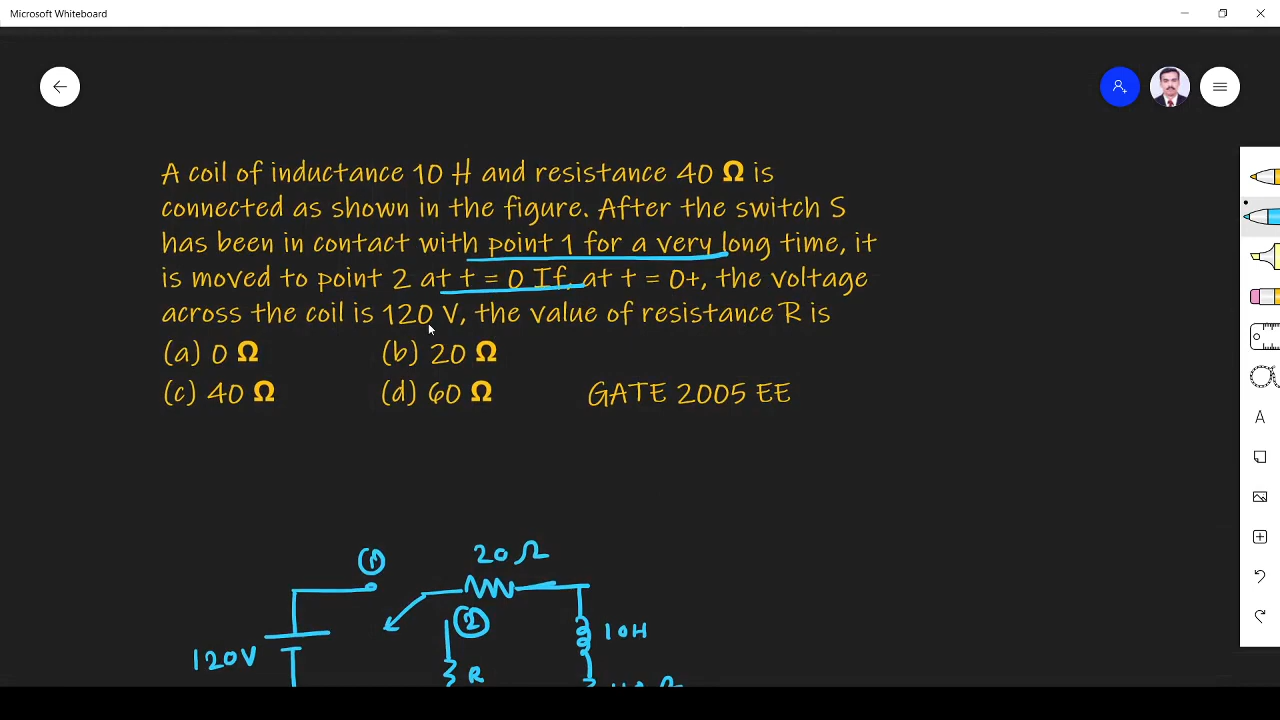 Microsoft Whiteboard
A coil of inductance 10 H and resistance 40 Ω is
connected as shown in the figure. After the switch S
has been in contact with point 1 for a very long time, it
is moved to point 2 at t = 0 If, at t = 0+, the voltage
across the coil is 120 V, the value of resistance R is
(a) 0 Ω (b) 20 Ω
(c) 40 Ω (d) 60 Ω GATE 2005 EE
1
20 Ω
2
10H
120V
R
A